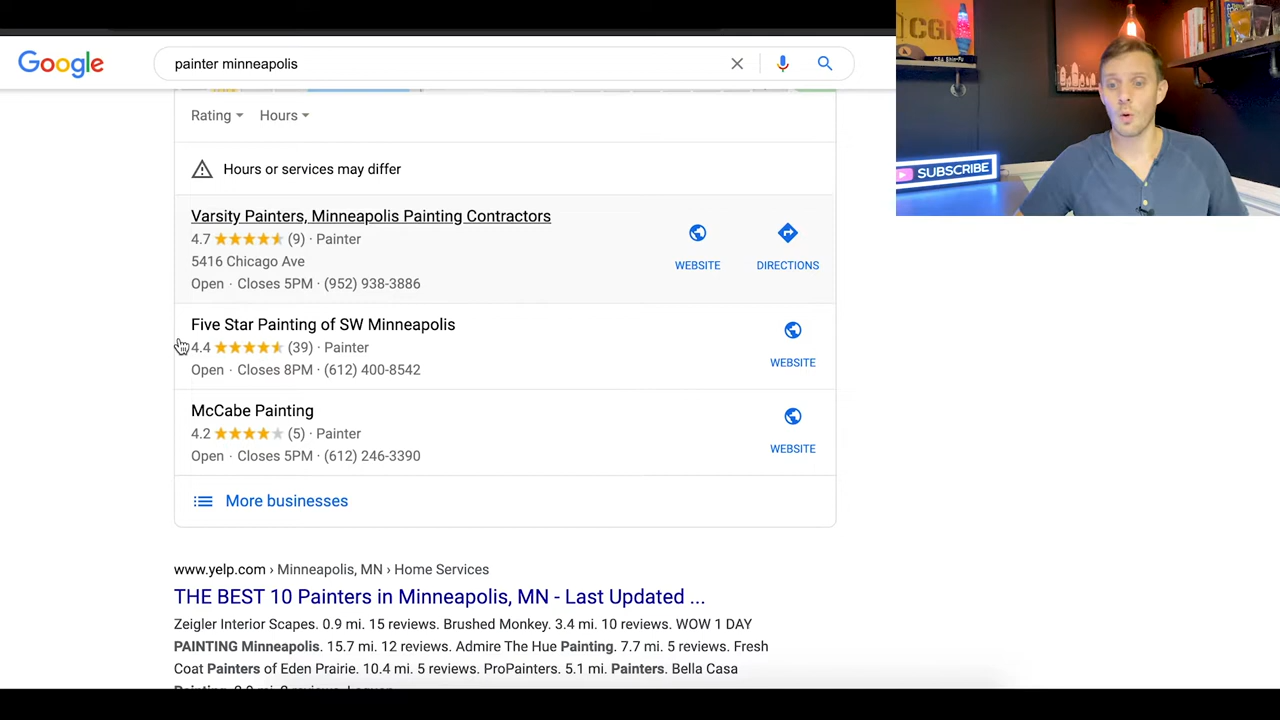 Google
painter minneapolis
CGN
SUBSCRIBE
Rating
Hours
Hours or services may differ
Varsity Painters, Minneapolis Painting Contractors
4.7 (9) · Painter
5416 Chicago Ave
Open · Closes 5PM · (952) 938-3886
WEBSITE
DIRECTIONS
Five Star Painting of SW Minneapolis
4.4 (39) · Painter
Open · Closes 8PM · (612) 400-8542
WEBSITE
McCabe Painting
4.2 (5) · Painter
Open · Closes 5PM · (612) 246-3390
WEBSITE
More businesses
www.yelp.com › Minneapolis, MN › Home Services
THE BEST 10 Painters in Minneapolis, MN - Last Updated ...
Zeigler Interior Scapes. 0.9 mi. 15 reviews. Brushed Monkey. 3.4 mi. 10 reviews. WOW 1 DAY
PAINTING Minneapolis. 15.7 mi. 12 reviews. Admire The Hue Painting. 7.7 mi. 5 reviews. Fresh
Coat Painters of Eden Prairie. 10.4 mi. 5 reviews. ProPainters. 5.1 mi. Painters. Bella Casa